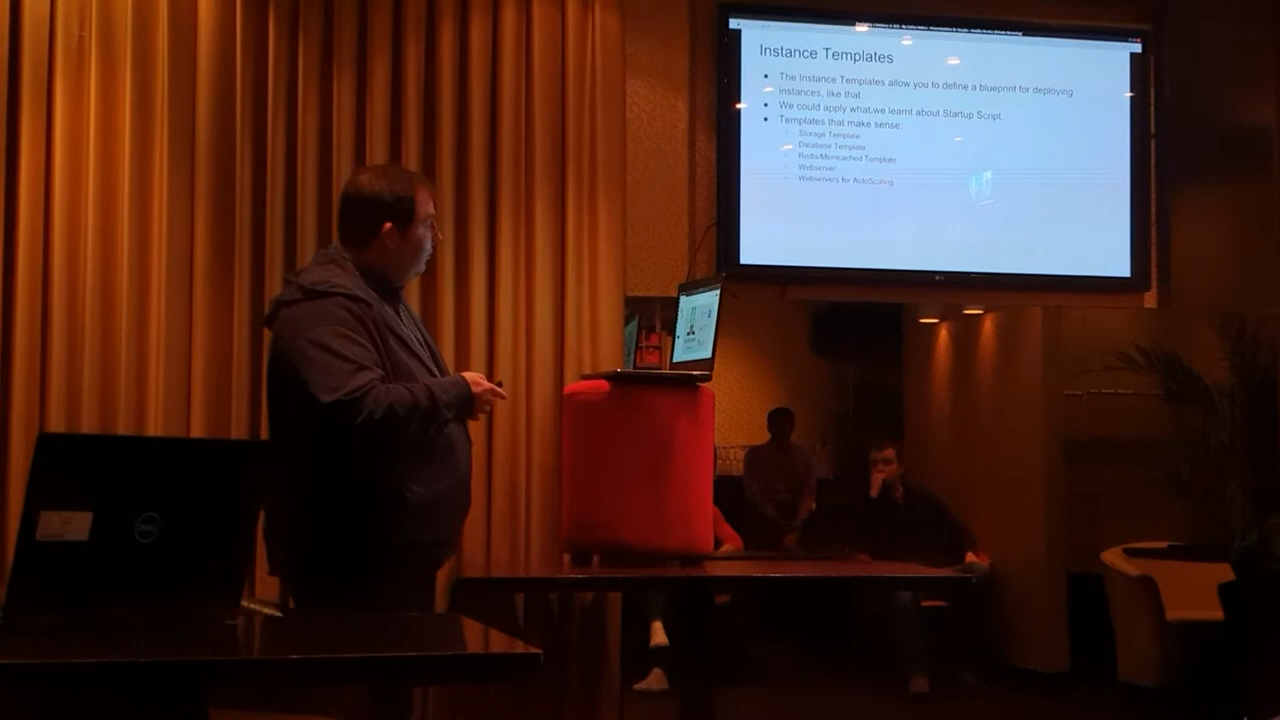 Instance Templates
The Instance Templates allow you to define a blueprint for deploying
instances, like that.
We could apply what we learnt about Startup Script.
Templates that make sense:
Storage Template
Database Template
Redis/Memcached Template
Webserver
Webservers for AutoScaling
DELL